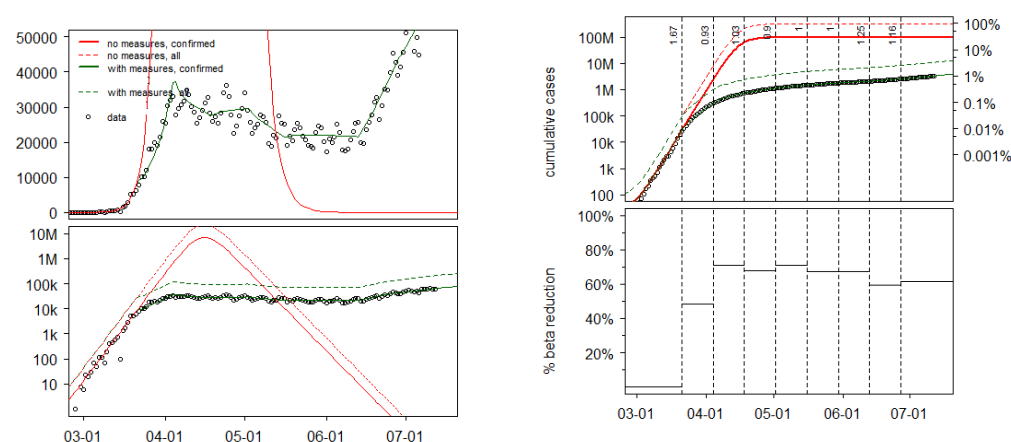 50000
40000
30000
20000
10000
0
no measures, confirmed
no measures, all
with measures, confirmed
with measures, all
data
10M
1M
100k
10k
1k
100
10
03-01 04-01 05-01 06-01 07-01
cumulative cases
100M
10M
1M
100k
10k
1k
100
1.67 0.93 1.03 0.9 1 1 1.25 1.16
100%
10%
1%
0.1%
0.01%
0.001%
% beta reduction
100%
80%
60%
40%
20%
03-01 04-01 05-01 06-01 07-01